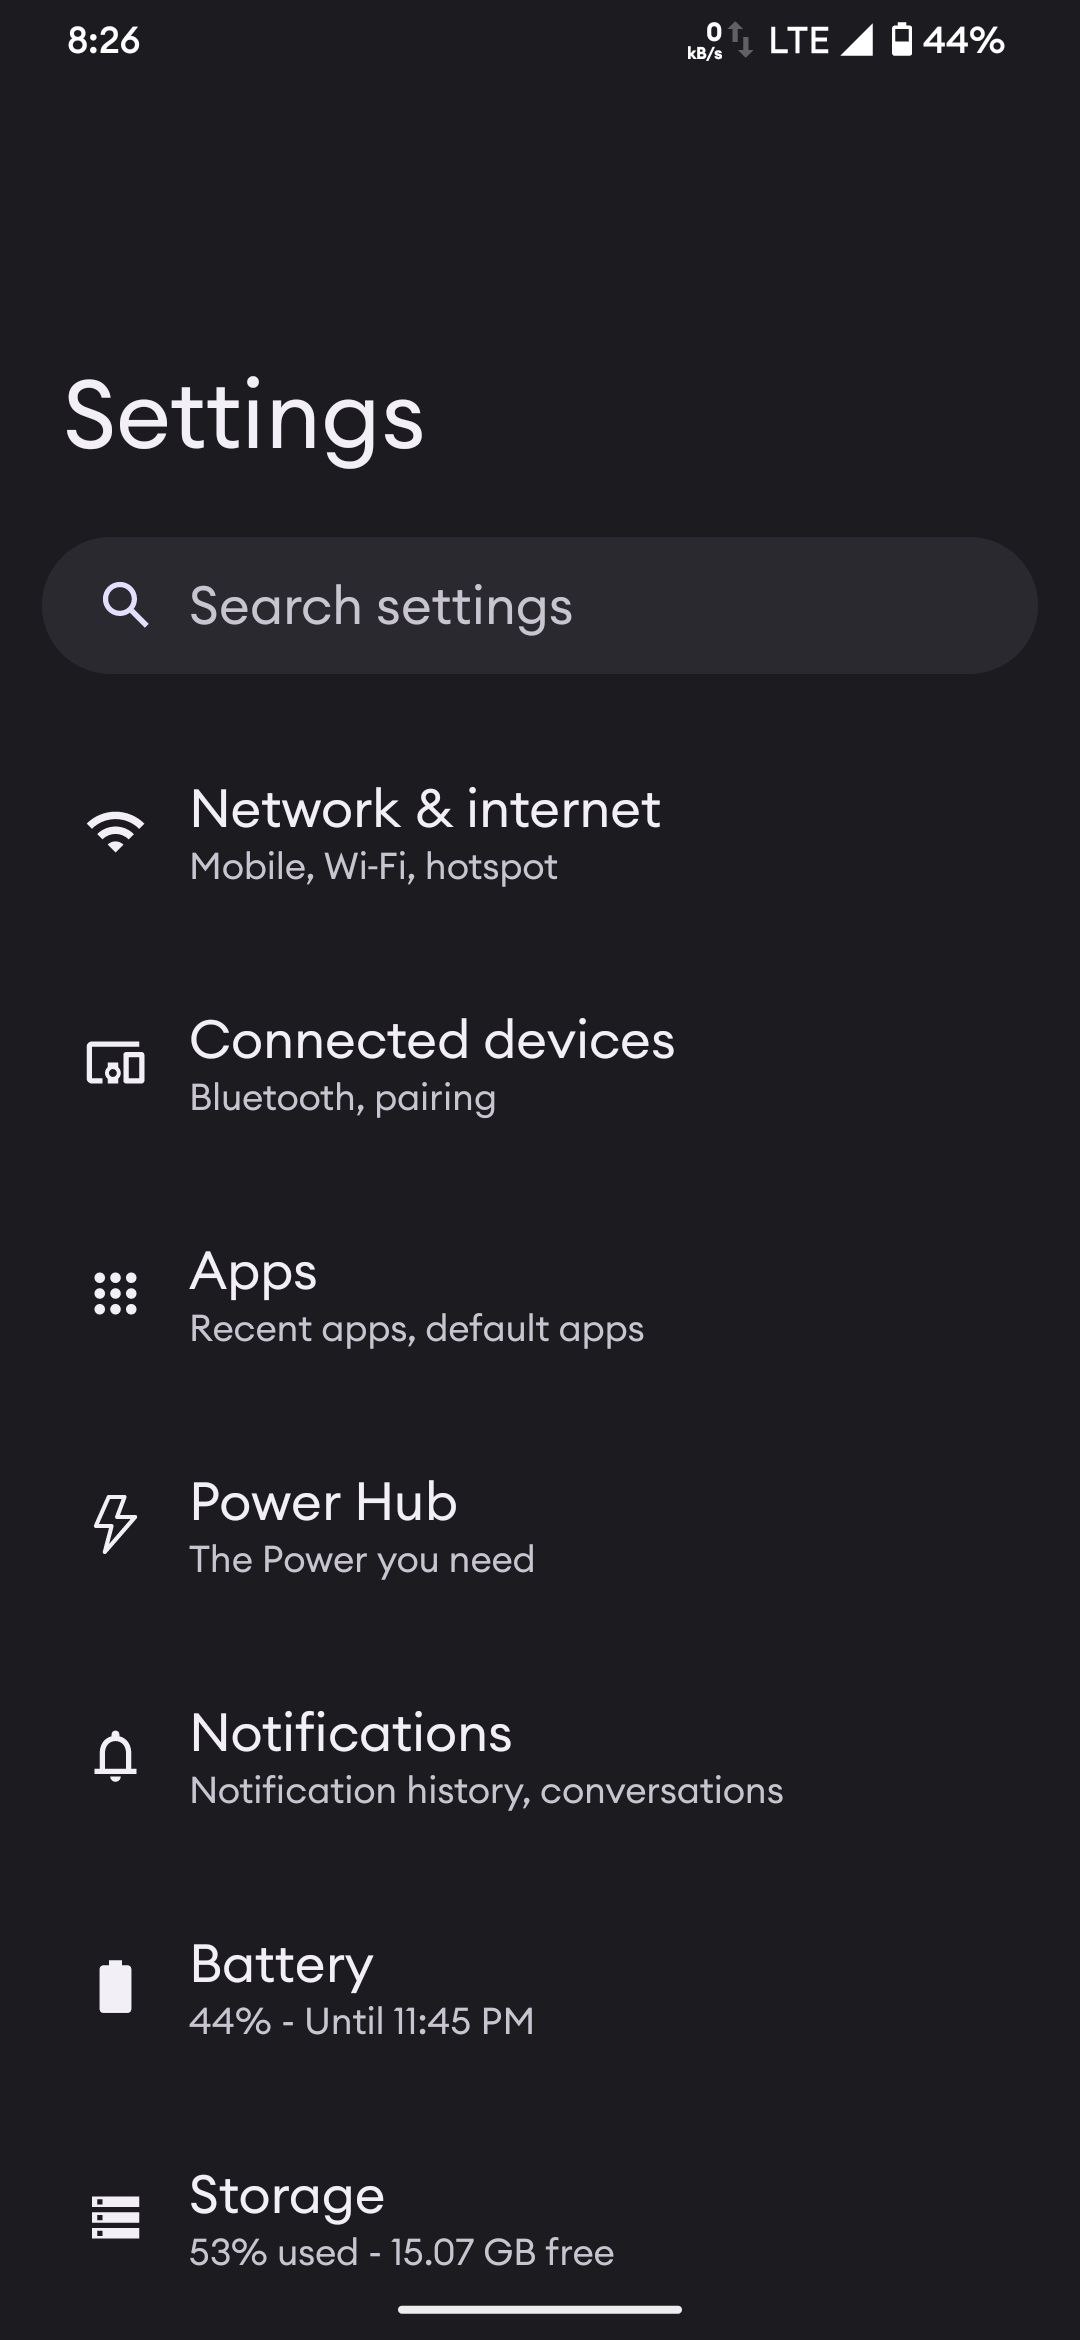 8:26
0 kB/s LTE 44%
Settings
Search settings
Network & internet
Mobile, Wi-Fi, hotspot
Connected devices
Bluetooth, pairing
Apps
Recent apps, default apps
Power Hub
The Power you need
Notifications
Notification history, conversations
Battery
44% - Until 11:45 PM
Storage
53% used - 15.07 GB free